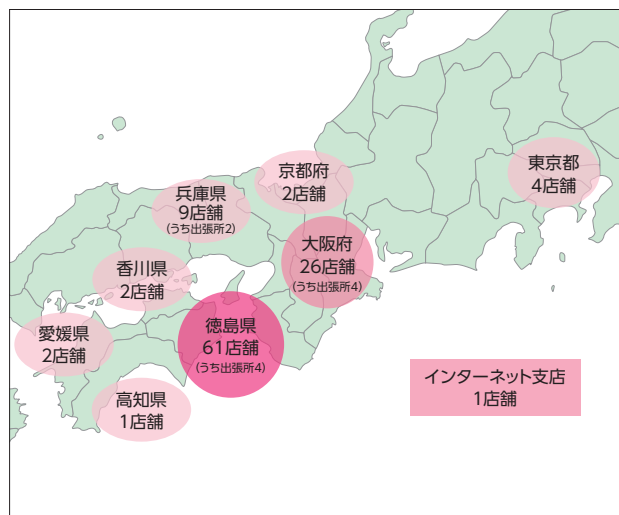 京都府
2店舗
東京都
4店舗
兵庫県
9店舗
(うち出張所2)
大阪府
26店舗
(うち出張所4)
香川県
2店舗
徳島県
61店舗
(うち出張所4)
愛媛県
2店舗
高知県
1店舗
インターネット支店
1店舗